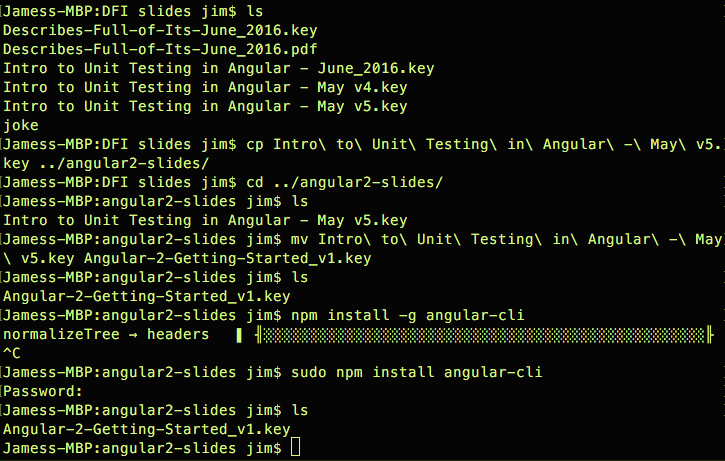 Jamess-MBP:DFI slides jim$ ls
Describes-Full-of-Its-June_2016.key
Describes-Full-of-Its-June_2016.pdf
Intro to Unit Testing in Angular - June_2016.key
Intro to Unit Testing in Angular - May v4.key
Intro to Unit Testing in Angular - May v5.key
joke
Jamess-MBP:DFI slides jim$ cp Intro\ to\ Unit\ Testing\ in\ Angular\ -\ May\ v5.
key ../angular2-slides/
Jamess-MBP:DFI slides jim$ cd ../angular2-slides/
Jamess-MBP:angular2-slides jim$ ls
Intro to Unit Testing in Angular - May v5.key
Jamess-MBP:angular2-slides jim$ mv Intro\ to\ Unit\ Testing\ in\ Angular\ -\ May
\ v5.key Angular-2-Getting-Started_v1.key
Jamess-MBP:angular2-slides jim$ ls
Angular-2-Getting-Started_v1.key
Jamess-MBP:angular2-slides jim$ npm install -g angular-cli
normalizeTree → headers
^C
Jamess-MBP:angular2-slides jim$ sudo npm install angular-cli
Password:
Jamess-MBP:angular2-slides jim$ ls
Angular-2-Getting-Started_v1.key
Jamess-MBP:angular2-slides jim$